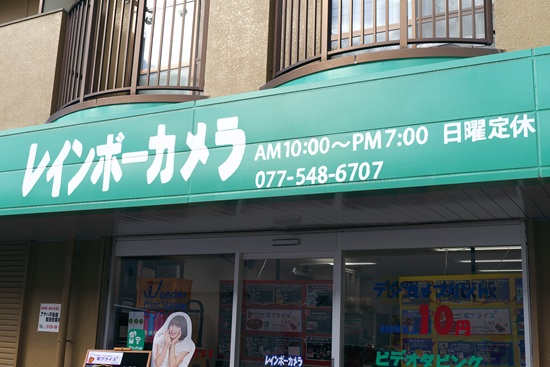 レインボーカメラ
AM10:00～PM7:00 日曜定休
077-548-6707
Wonder
10円
レインボーカメラ
ビデオダビング